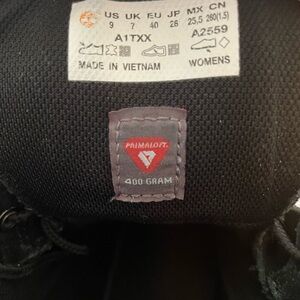 US UK EU JP MX CN
9 7 40 26 25,5 260(1.5)
A1TXX A2559
MADE IN VIETNAM WOMENS
PRIMALOFT
400 GRAM